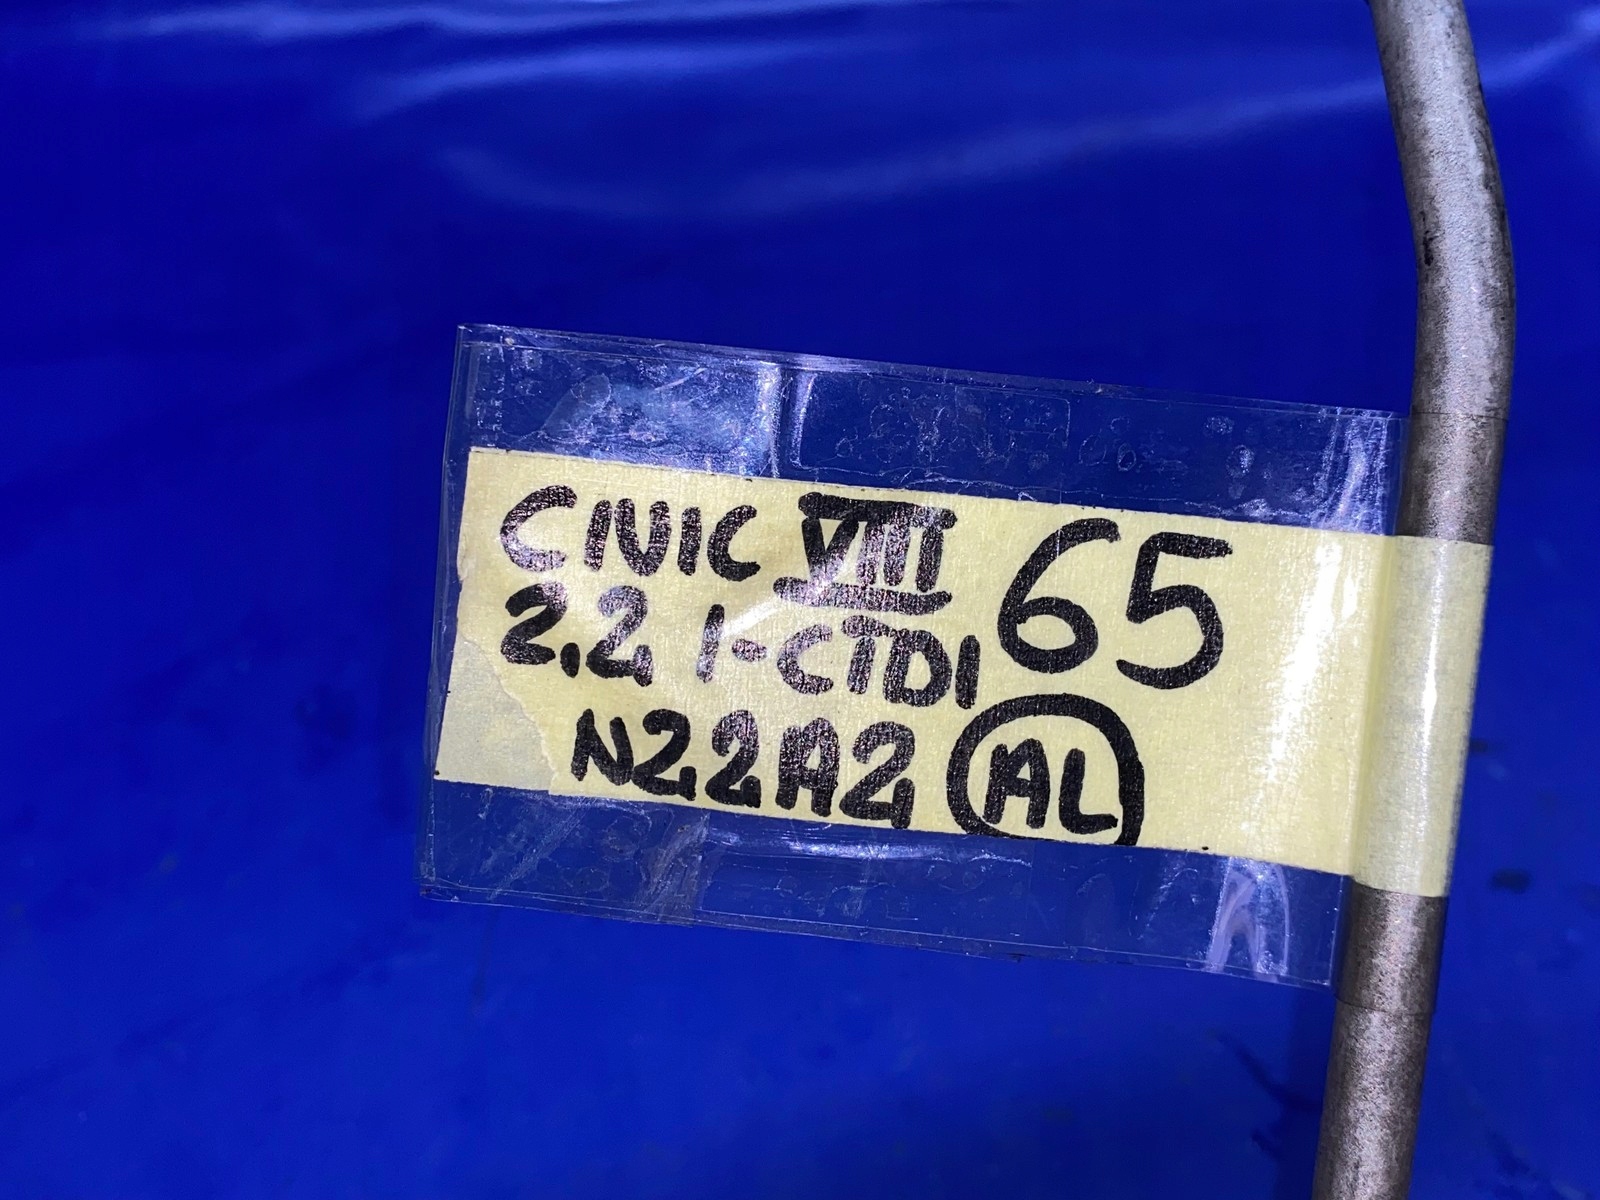 CIVIC VIII 65
2.2 I-CTDI
N22A2 AL